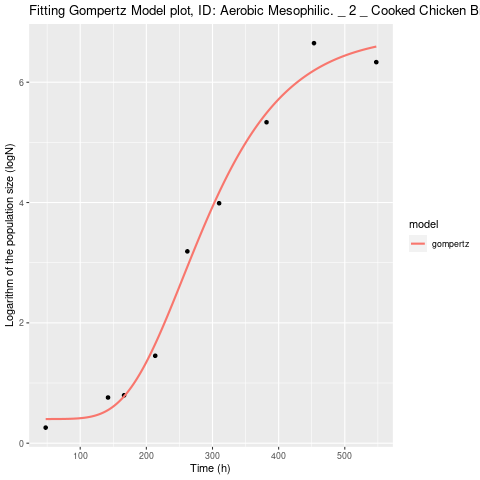 Fitting Gompertz Model plot, ID: Aerobic Mesophilic. _ 2 _ Cooked Chicken B
6
4
2
0
Logarithm of the population size (logN)
100 200 300 400 500
Time (h)
model
gompertz